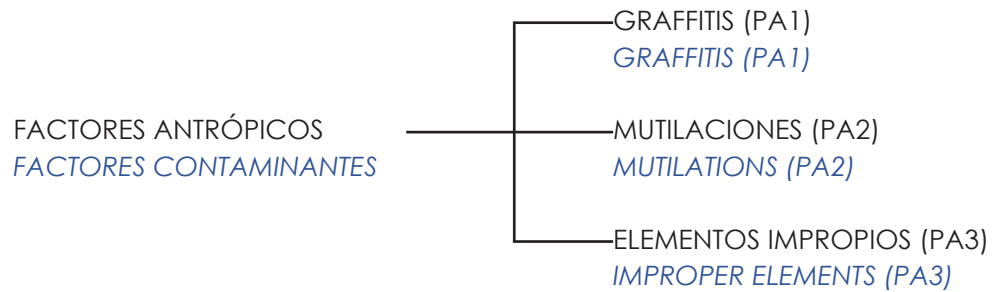 GRAFFITIS (PA1)
GRAFFITIS (PA1)
FACTORES ANTRÓPICOS
FACTORES CONTAMINANTES
MUTILACIONES (PA2)
MUTILATIONS (PA2)
ELEMENTOS IMPROPIOS (PA3)
IMPROPER ELEMENTS (PA3)